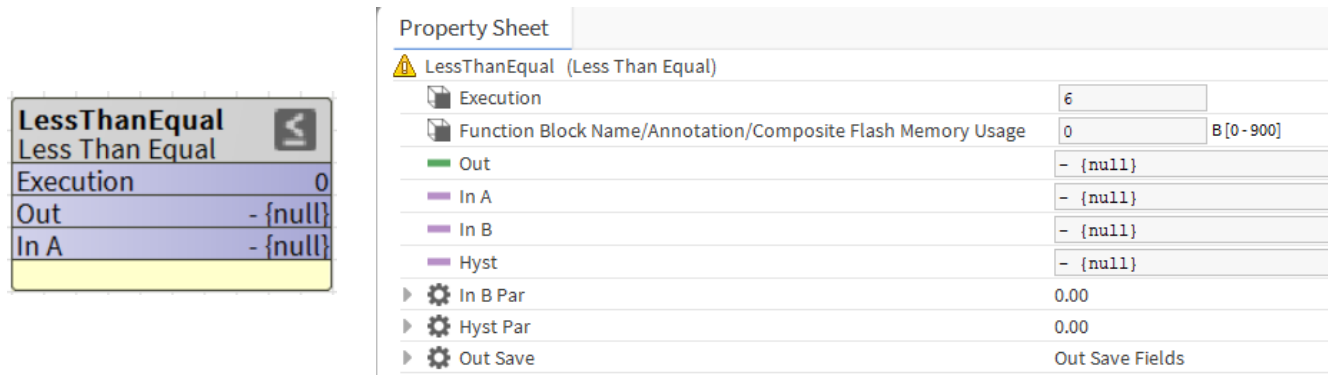 LessThanEqual
Less Than Equal
Execution 0
Out - {null}
In A - {null}
Property Sheet
LessThanEqual (Less Than Equal)
Execution 6
Function Block Name/Annotation/Composite Flash Memory Usage 0 B [0 - 900]
Out - {null}
In A - {null}
In B - {null}
Hyst - {null}
In B Par 0.00
Hyst Par 0.00
Out Save Out Save Fields